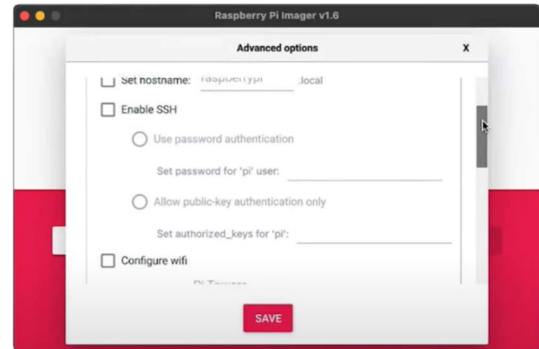 Raspberry Pi Imager v1.6
Advanced options X
Set hostname: raspberrypi .local
Enable SSH
Use password authentication
Set password for 'pi' user:
Allow public-key authentication only
Set authorized_keys for 'pi':
Configure wifi
SAVE